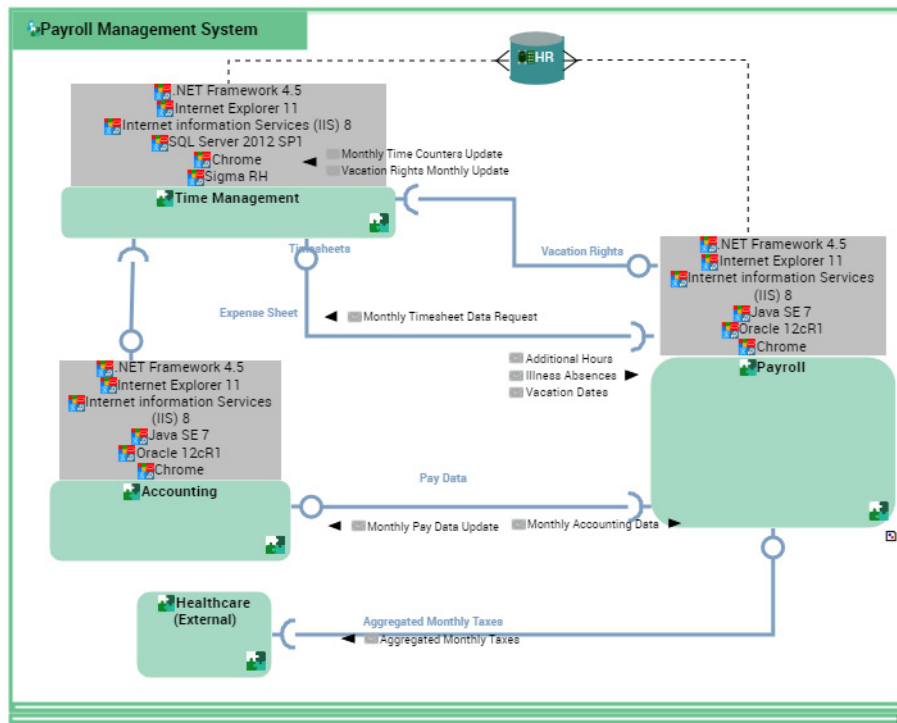 Payroll Management System
HR
.NET Framework 4.5
Internet Explorer 11
Internet information Services (IIS) 8
SQL Server 2012 SP1
Chrome
Sigma RH
Time Management
Monthly Time Counters Update
Vacation Rights Monthly Update
Timesheets
Vacation Rights
.NET Framework 4.5
Internet Explorer 11
Internet information Services
(IIS) 8
Java SE 7
Oracle 12cR1
Chrome
Payroll
Expense Sheet
Monthly Timesheet Data Request
Additional Hours
Illness Absences
Vacation Dates
.NET Framework 4.5
Internet Explorer 11
Internet information Services
(IIS) 8
Java SE 7
Oracle 12cR1
Chrome
Accounting
Pay Data
Monthly Pay Data Update
Monthly Accounting Data
Healthcare
(External)
Aggregated Monthly Taxes
Aggregated Monthly Taxes